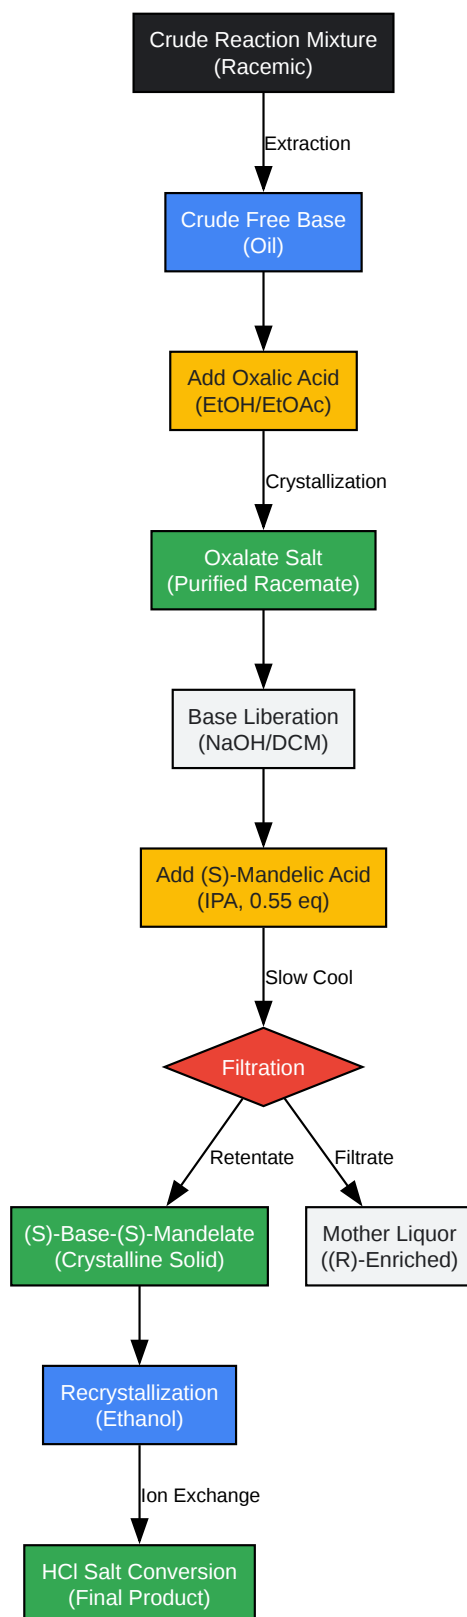 Crude Reaction Mixture
(Racemic)
Extraction
Crude Free Base
(Oil)
Add Oxalic Acid
(EtOH/EtOAc)
Crystallization
Oxalate Salt
(Purified Racemate)
Base Liberation
(NaOH/DCM)
Add (S)-Mandelic Acid
(IPA, 0.55 eq)
Slow Cool
Filtration
Retentate
Filtrate
(S)-Base-(S)-Mandelate
(Crystalline Solid)
Mother Liquor
((R)-Enriched)
Recrystallization
(Ethanol)
Ion Exchange
HCl Salt Conversion
(Final Product)